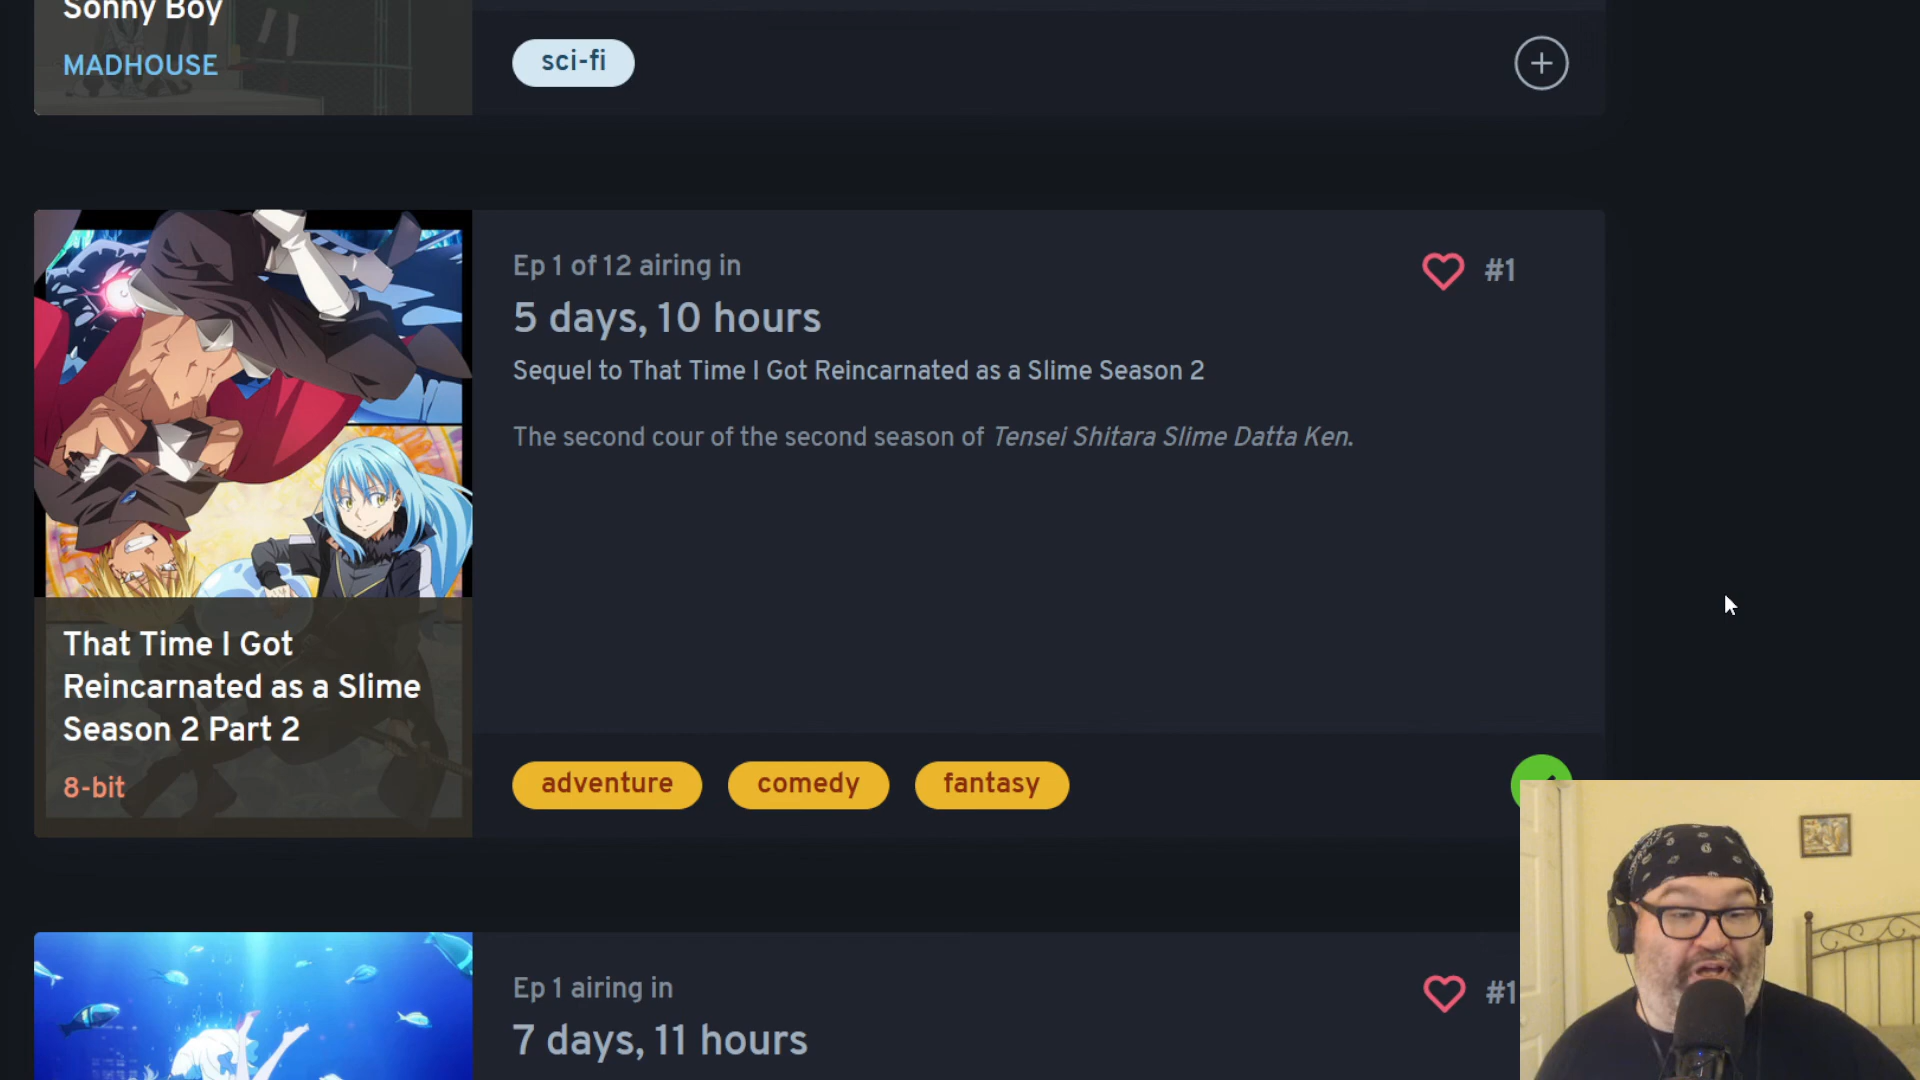 Sonny Boy
MADHOUSE
sci-fi
Ep 1 of 12 airing in
#1
5 days, 10 hours
Sequel to That Time I Got Reincarnated as a Slime Season 2
The second cour of the second season of Tensei Shitara Slime Datta Ken.
That Time I Got
Reincarnated as a Slime
Season 2 Part 2
8-bit
adventure
comedy
fantasy
Ep 1 airing in
#1
7 days, 11 hours